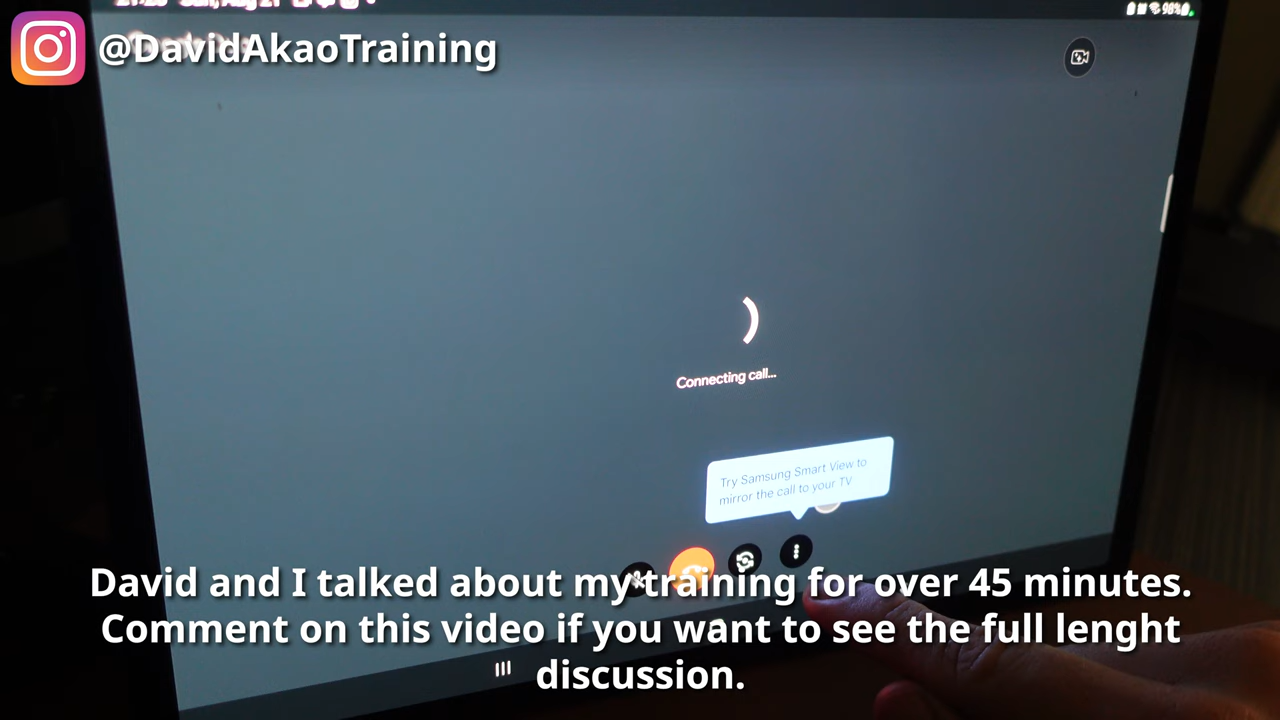 98%
@DavidAkaoTraining
Connecting call...
Try Samsung Smart View to
mirror the call to your TV
David and I talked about my training for over 45 minutes.
Comment on this video if you want to see the full lenght
discussion.